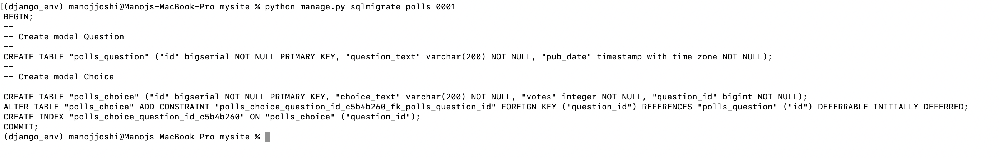 (django_env) manojjoshi@Manojs-MacBook-Pro mysite % python manage.py sqlmigrate polls 0001
BEGIN;
--
-- Create model Question
--
CREATE TABLE "polls_question" ("id" bigserial NOT NULL PRIMARY KEY, "question_text" varchar(200) NOT NULL, "pub_date" timestamp with time zone NOT NULL);
--
-- Create model Choice
--
CREATE TABLE "polls_choice" ("id" bigserial NOT NULL PRIMARY KEY, "choice_text" varchar(200) NOT NULL, "votes" integer NOT NULL, "question_id" bigint NOT NULL);
ALTER TABLE "polls_choice" ADD CONSTRAINT "polls_choice_question_id_c5b4b260_fk_polls_question_id" FOREIGN KEY ("question_id") REFERENCES "polls_question" ("id") DEFERRABLE INITIALLY DEFERRED;
CREATE INDEX "polls_choice_question_id_c5b4b260" ON "polls_choice" ("question_id");
COMMIT;
(django_env) manojjoshi@Manojs-MacBook-Pro mysite %